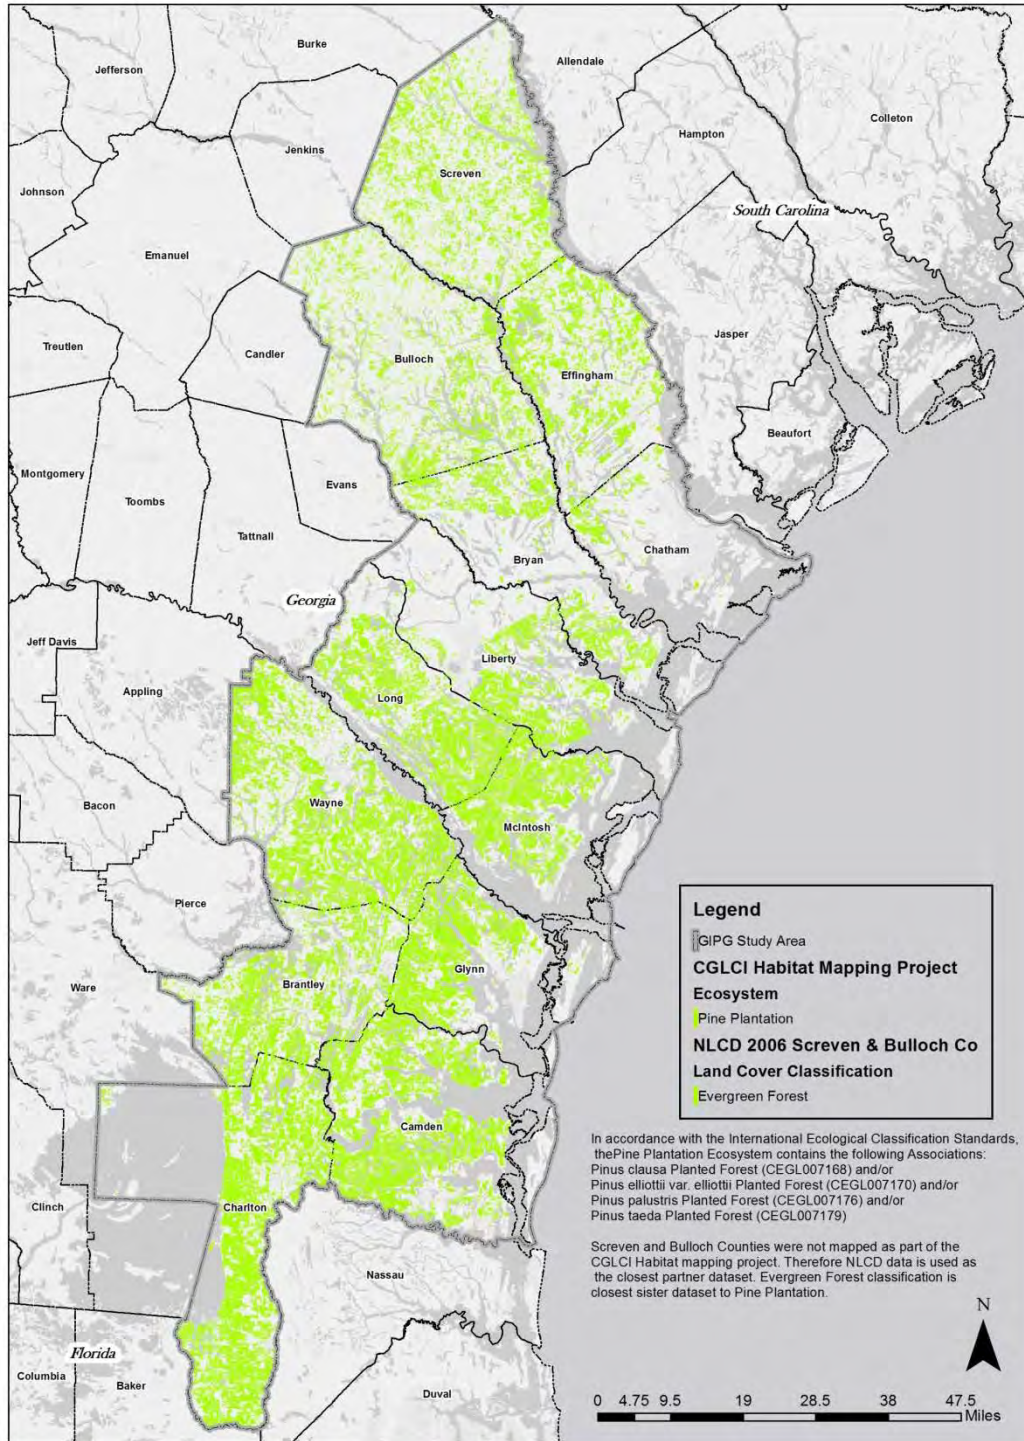 Burke
Jefferson
Allendale
Colleton
Hampton
Jenkins
Screven
Johnson
South Carolina
Emanuel
Jasper
Treutlen
Candler
Bulloch
Effingham
Beaufort
Montgomery
Evans
Toombs
Tattnall
Chatham
Bryan
Georgia
Jeff Davis
Liberty
Appling
Long
Bacon
Wayne
McIntosh
Pierce
Glynn
Ware
Brantley
Camden
Clinch
Charlton
Nassau
Florida
Columbia
Baker
Duval
Legend
GIPG Study Area
CGLCI Habitat Mapping Project
Ecosystem
Pine Plantation
NLCD 2006 Screven & Bulloch Co
Land Cover Classification
Evergreen Forest
In accordance with the International Ecological Classification Standards,
thePine Plantation Ecosystem contains the following Associations:
Pinus clausa Planted Forest (CEGL007168) and/or
Pinus elliottii var. elliottii Planted Forest (CEGL007170) and/or
Pinus palustris Planted Forest (CEGL007176) and/or
Pinus taeda Planted Forest (CEGL007179)
Screven and Bulloch Counties were not mapped as part of the
CGLCI Habitat mapping project. Therefore NLCD data is used as
the closest partner dataset. Evergreen Forest classification is
closest sister dataset to Pine Plantation.
N
0 4.75 9.5 19 28.5 38 47.5
Miles